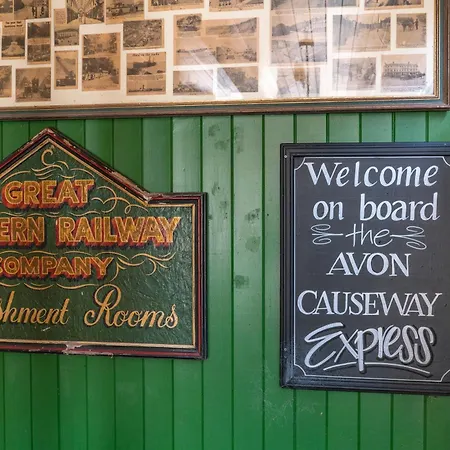 GREAT
ERN RAILWAY
COMPANY
shment Rooms
Welcome
on board
the
AVON
CAUSEWAY
Express